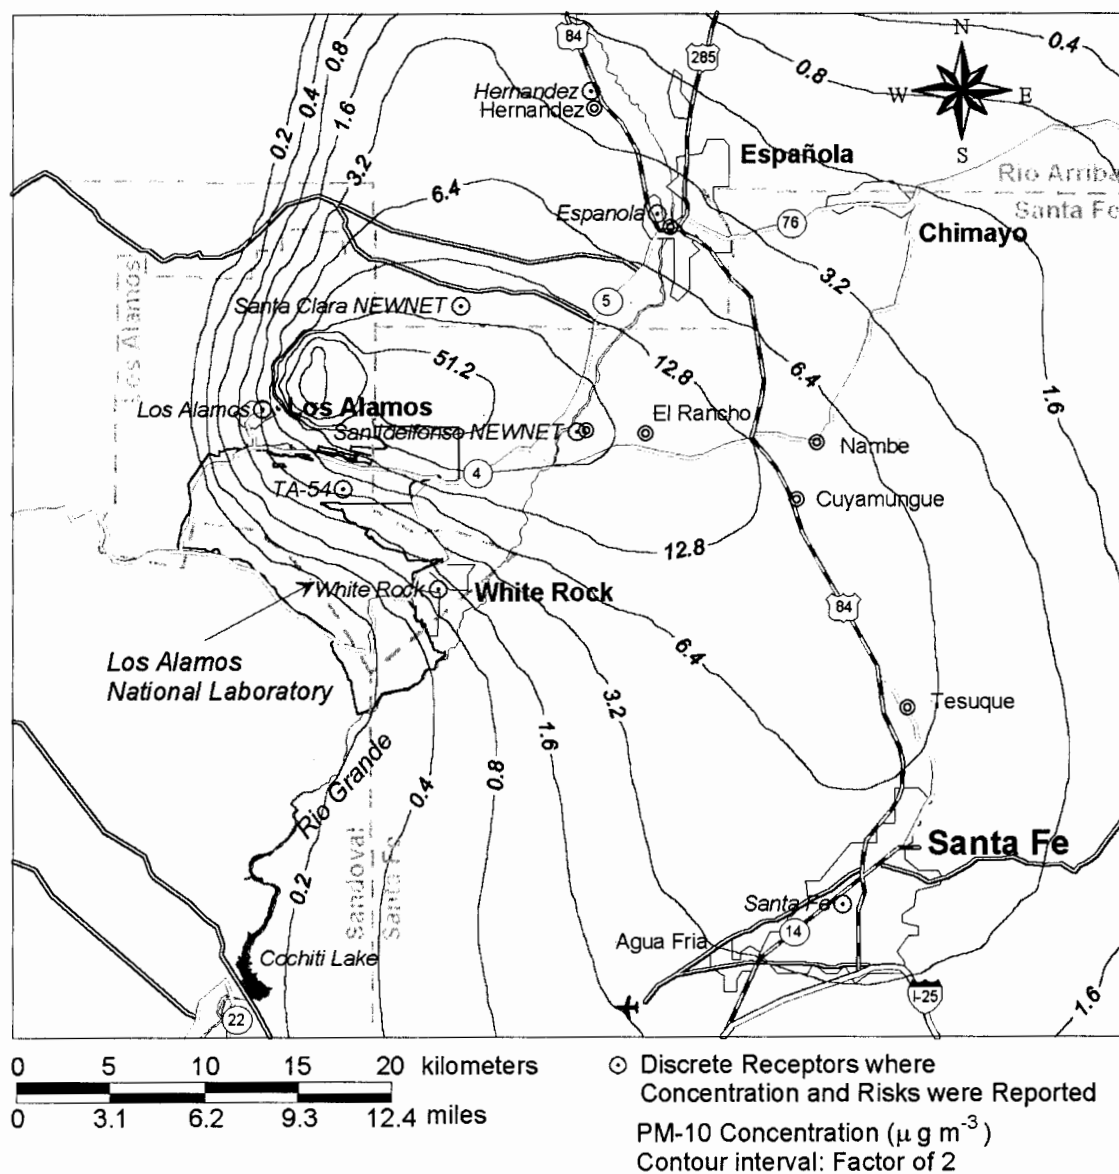 84
285
N
W
E
S
0.4
0.8
0.8
0.4
0.2
1.6
3.2
6.4
Hernandez
Hernandez
Española
Espanola
76
Rio Arriba
Santa Fe
Chimayo
3.2
Los Alamos
Santa Clara NEWNET
5
51.2
12.8
6.4
1.6
Los Alamos
Los Alamos
El Rancho
San Ildelfonso NEWNET
Nambe
4
TA-54
Cuyamungue
12.8
White Rock
White Rock
84
6.4
Los Alamos
National Laboratory
3.2
Tesuque
1.6
0.8
0.4
Rio Grande
Santa Fe
0.2
Sandoval
Santa Fe
Santa Fe
14
Agua Fria
Cochiti Lake
I-25
1.6
22
0 5 10 15 20 kilometers
0 3.1 6.2 9.3 12.4 miles
Discrete Receptors where
Concentration and Risks were Reported
PM-10 Concentration (μ g m⁻³)
Contour interval: Factor of 2